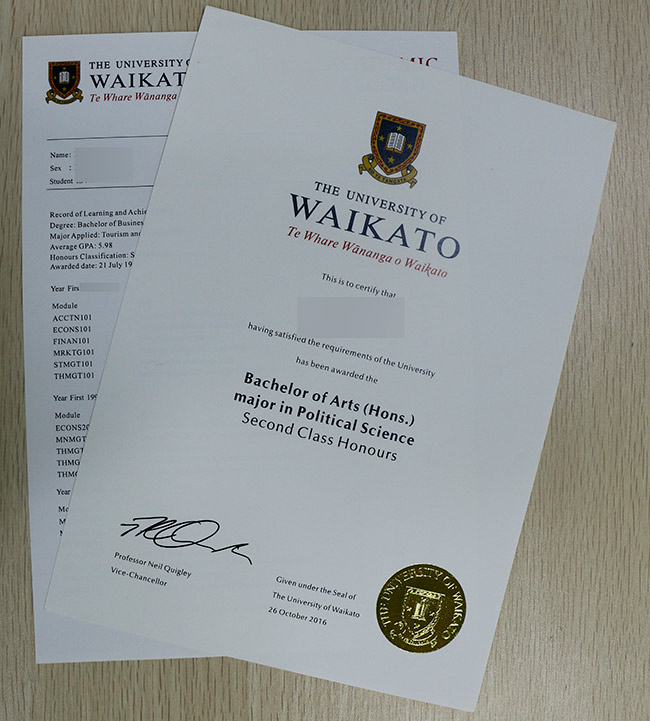 THE UNIVERSITY OF
WAIKATO
Te Whare Wānanga
Name:
Sex :
Student
Record of Learning and
Degree: Bachelor of
Major Applied: Tourism
Average GPA: 5.98
Honours Classification:
Awarded date: 21 July
Year
Module
ACCTN101
ECONS101
FINAN101
MRKTG101
STMGT101
THMGT101
Year First
Module
Year
THE UNIVERSITY OF
WAIKATO
Te Whare Wānanga o Waikato
This is to certify that
having satisfied the requirements of the University
has been awarded the
Bachelor of Arts (Hons.)
major in Political Science
Second Class Honours
Professor Neil Quigley
Vice-Chancellor
Given under the Seal of
The University of Waikato
26 October 2016
THE UNIVERSITY OF WAIKATO